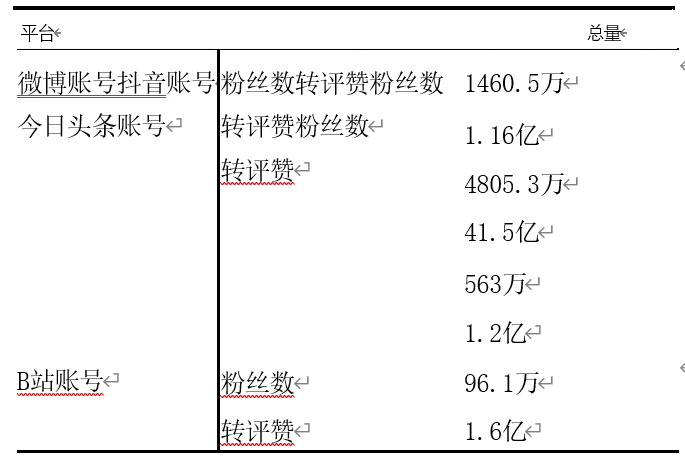 平台 总量
微博账号抖音账号 粉丝数转评赞粉丝数 1460.5万
今日头条账号 转评赞粉丝数 1.16亿
转评赞 4805.3万
41.5亿
563万
1.2亿
B站账号 粉丝数 96.1万
转评赞 1.6亿